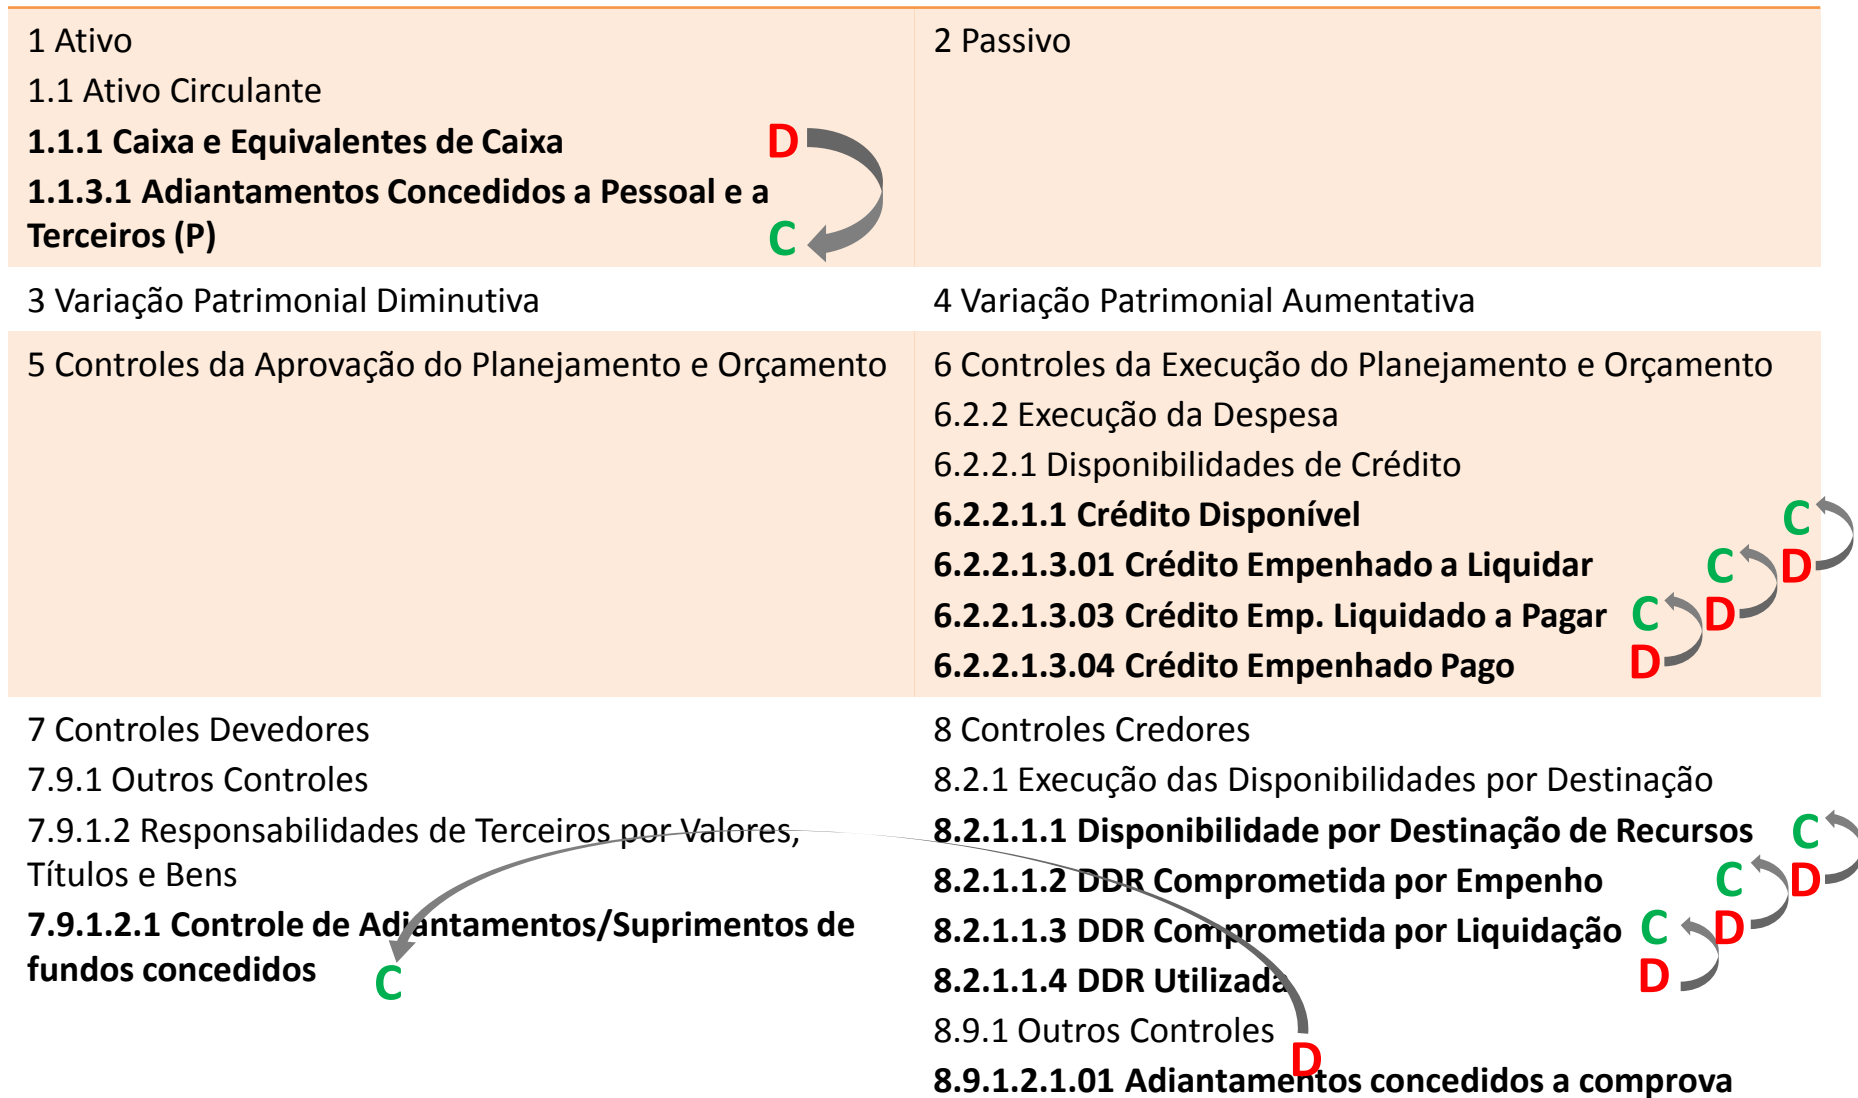 1 Ativo
1.1 Ativo Circulante
1.1.1 Caixa e Equivalentes de Caixa D
1.1.3.1 Adiantamentos Concedidos a Pessoal e a
Terceiros (P) C
2 Passivo
3 Variação Patrimonial Diminutiva
4 Variação Patrimonial Aumentativa
5 Controles da Aprovação do Planejamento e Orçamento
6 Controles da Execução do Planejamento e Orçamento
6.2.2 Execução da Despesa
6.2.2.1 Disponibilidades de Crédito
6.2.2.1.1 Crédito Disponível C
6.2.2.1.3.01 Crédito Empenhado a Liquidar C D
6.2.2.1.3.03 Crédito Emp. Liquidado a Pagar C D
6.2.2.1.3.04 Crédito Empenhado Pago D
7 Controles Devedores
7.9.1 Outros Controles
7.9.1.2 Responsabilidades de Terceiros por Valores,
Títulos e Bens
7.9.1.2.1 Controle de Adiantamentos/Suprimentos de
fundos concedidos C
8 Controles Credores
8.2.1 Execução das Disponibilidades por Destinação
8.2.1.1.1 Disponibilidade por Destinação de Recursos C
8.2.1.1.2 DDR Comprometida por Empenho C D
8.2.1.1.3 DDR Comprometida por Liquidação C D
8.2.1.1.4 DDR Utilizada D
8.9.1 Outros Controles D
8.9.1.2.1.01 Adiantamentos concedidos a comprova